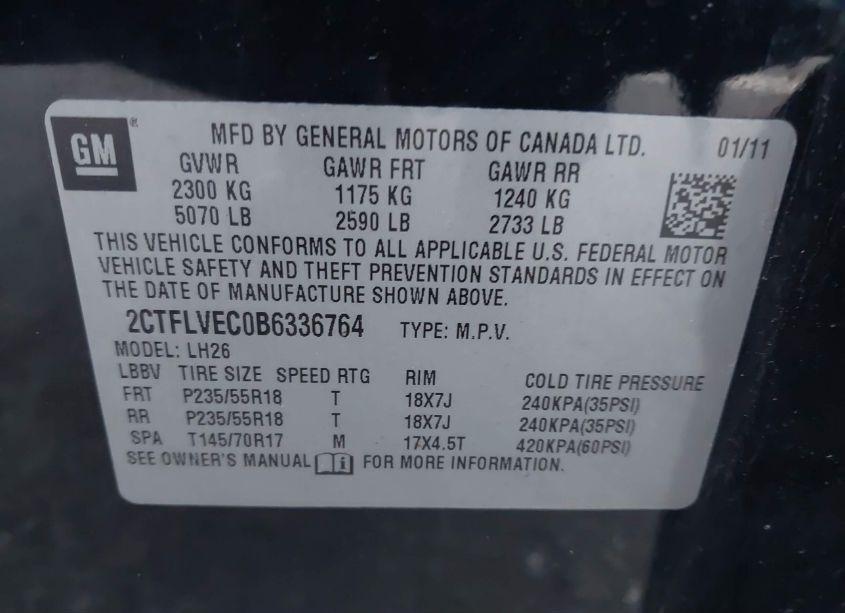 GM®
MFD BY GENERAL MOTORS OF CANADA LTD. 01/11
GVWR GAWR FRT GAWR RR
2300 KG 1175 KG 1240 KG
5070 LB 2590 LB 2733 LB
THIS VEHICLE CONFORMS TO ALL APPLICABLE U.S. FEDERAL MOTOR
VEHICLE SAFETY AND THEFT PREVENTION STANDARDS IN EFFECT ON
THE DATE OF MANUFACTURE SHOWN ABOVE.
2CTFLVEC0B6336764 TYPE: M.P.V.
MODEL: LH26
LBBV TIRE SIZE SPEED RTG RIM COLD TIRE PRESSURE
FRT P235/55R18 T 18X7J 240KPA(35PSI)
RR P235/55R18 T 18X7J 240KPA(35PSI)
SPA T145/70R17 M 17X4.5T 420KPA(60PSI)
SEE OWNER'S MANUAL i FOR MORE INFORMATION.